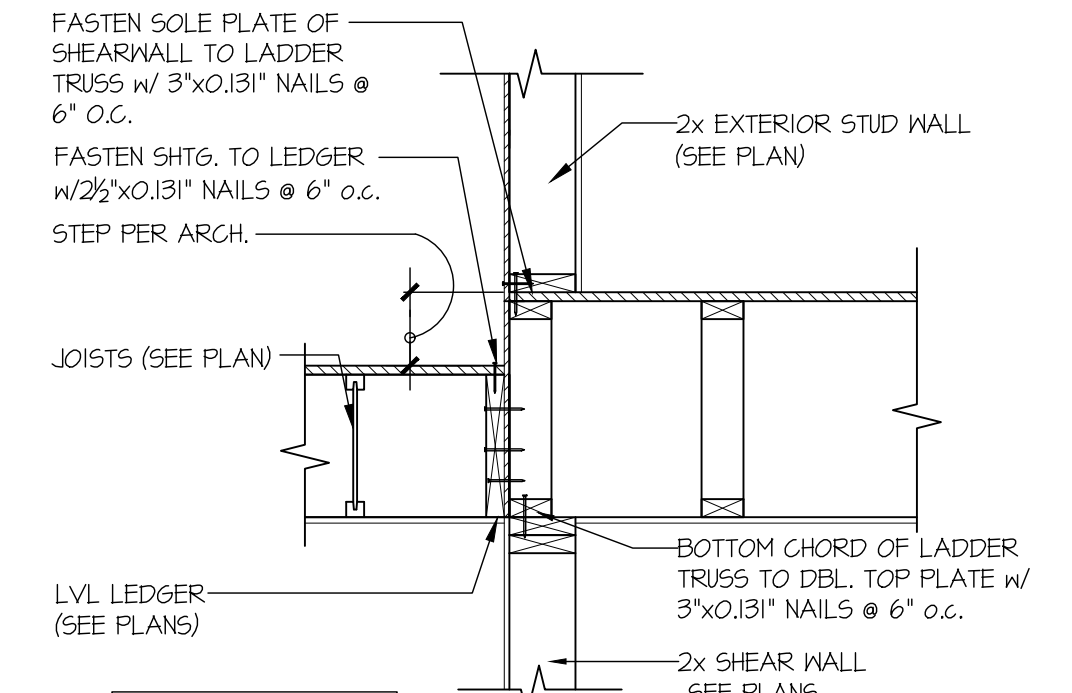 FASTEN SOLE PLATE OF
SHEARWALL TO LADDER
TRUSS w/ 3"x0.131" NAILS @
6" O.C.
FASTEN SHTG. TO LEDGER
w/2½"x0.131" NAILS @ 6" o.c.
STEP PER ARCH.
JOISTS (SEE PLAN)
LVL LEDGER
(SEE PLANS)
2x EXTERIOR STUD WALL
(SEE PLAN)
BOTTOM CHORD OF LADDER
TRUSS TO DBL. TOP PLATE w/
3"x0.131" NAILS @ 6" o.c.
2x SHEAR WALL
SEE PLANS